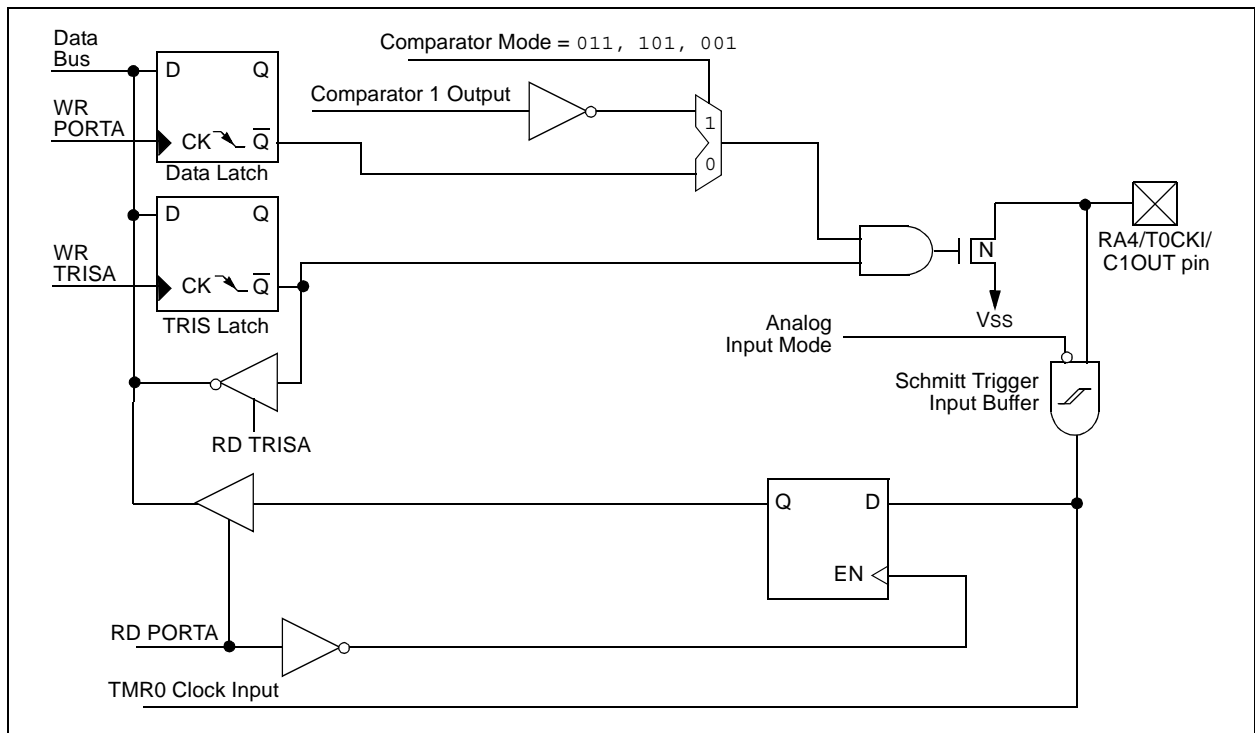 Data
Bus
Comparator Mode = 011, 101, 001
D Q
WR
PORTA
Comparator 1 Output
1
CK Q̅
0
Data Latch
D Q
WR
TRISA
CK Q̅
TRIS Latch
N
RA4/T0CKI/
C1OUT pin
VSS
Analog
Input Mode
Schmitt Trigger
Input Buffer
RD TRISA
Q D
EN
RD PORTA
TMR0 Clock Input